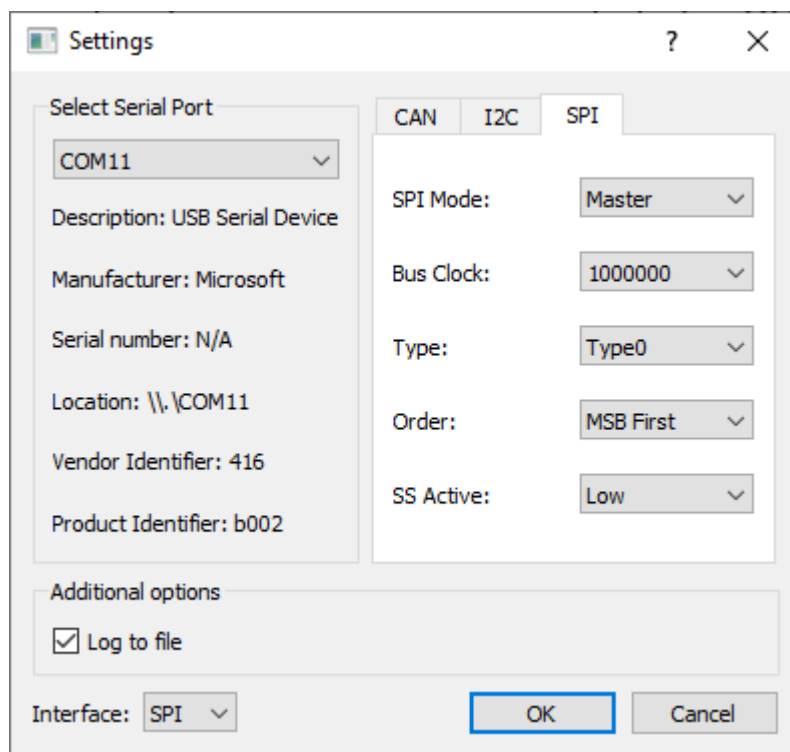 Settings
?
Select Serial Port
COM11
Description: USB Serial Device
Manufacturer: Microsoft
Serial number: N/A
Location: \\.\COM11
Vendor Identifier: 416
Product Identifier: b002
CAN I2C SPI
SPI Mode: Master
Bus Clock: 1000000
Type: Type0
Order: MSB First
SS Active: Low
Additional options
Log to file
Interface: SPI
OK
Cancel